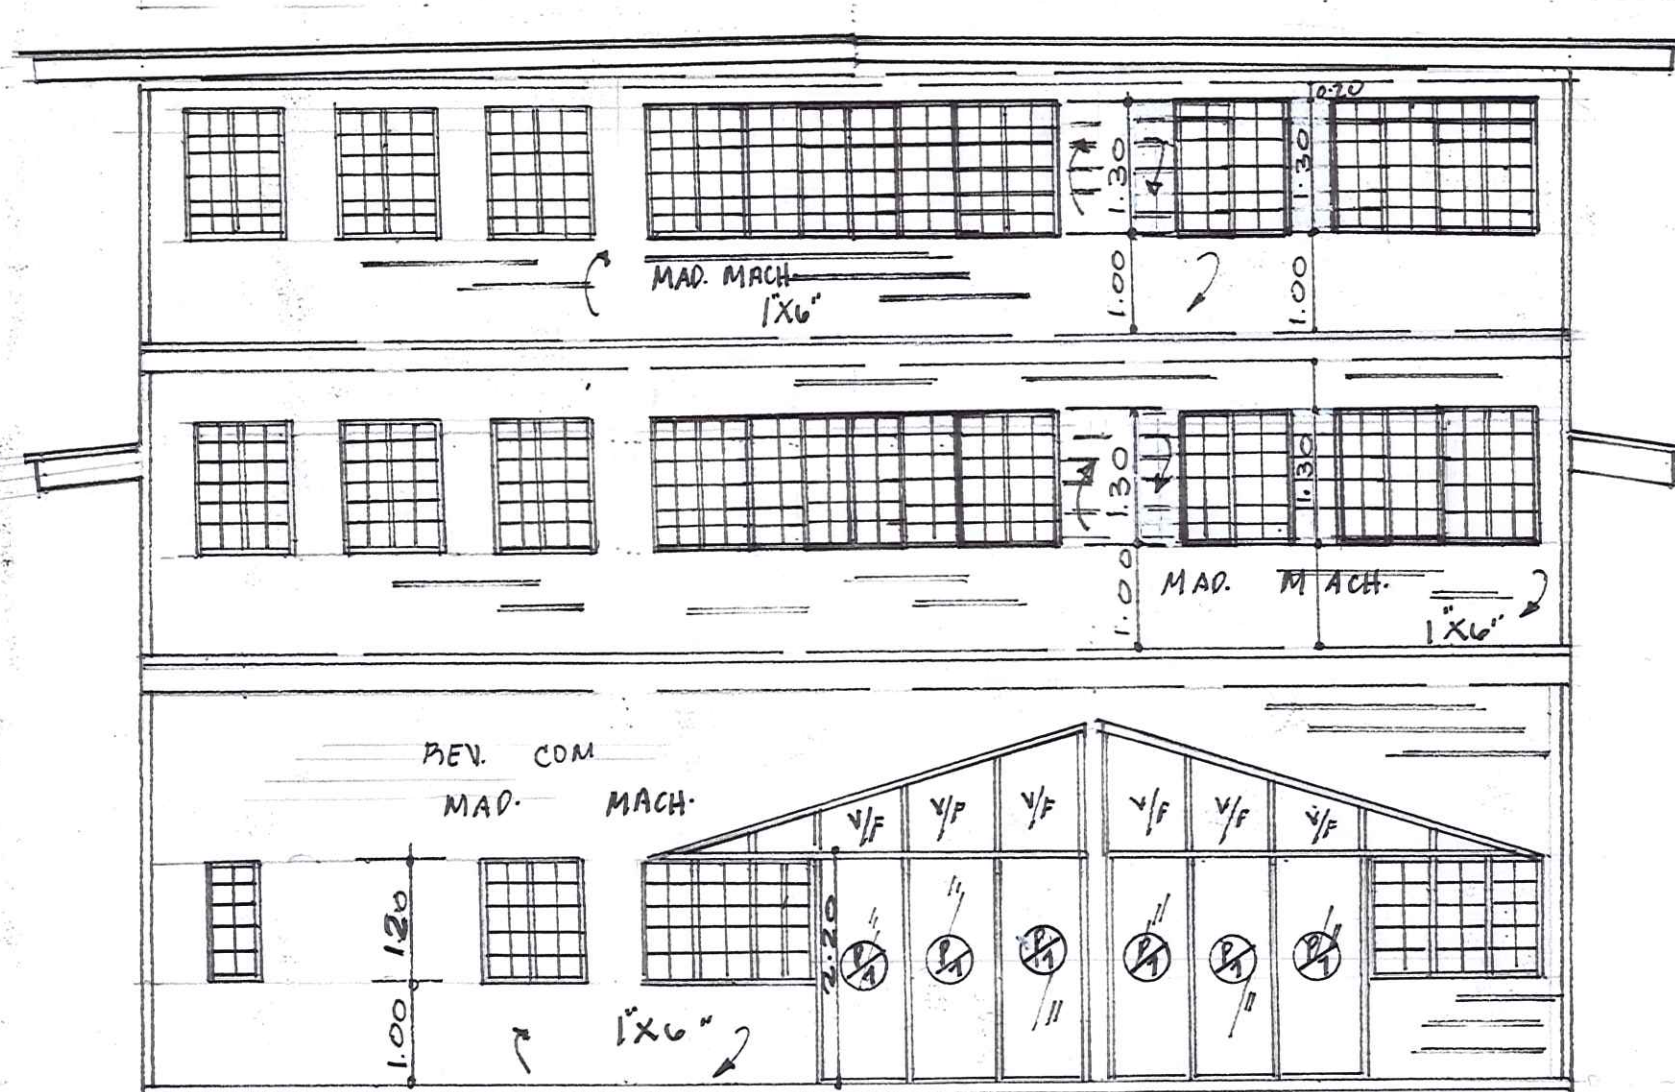 0.20
1.30
1.30
MAD. MACH
1"X6"
1.00
1.00
1.30
1.30
1.00
MAD. MACH.
1"X6"
REV. COM
MAD. MACH.
V/F V/F V/F V/F V/F V/F
1.20
2.20
P/1 P/1 P/1 P/1 P/1 P/1
1.00
1"X6"